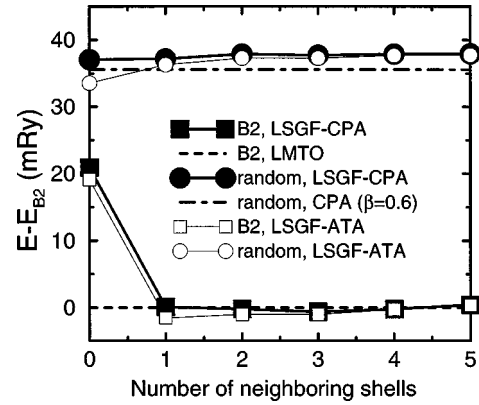 40
30
20
10
0
E-E_B2 (mRy)
B2, LSGF-CPA
B2, LMTO
random, LSGF-CPA
random, CPA (β=0.6)
B2, LSGF-ATA
random, LSGF-ATA
0 1 2 3 4 5
Number of neighboring shells